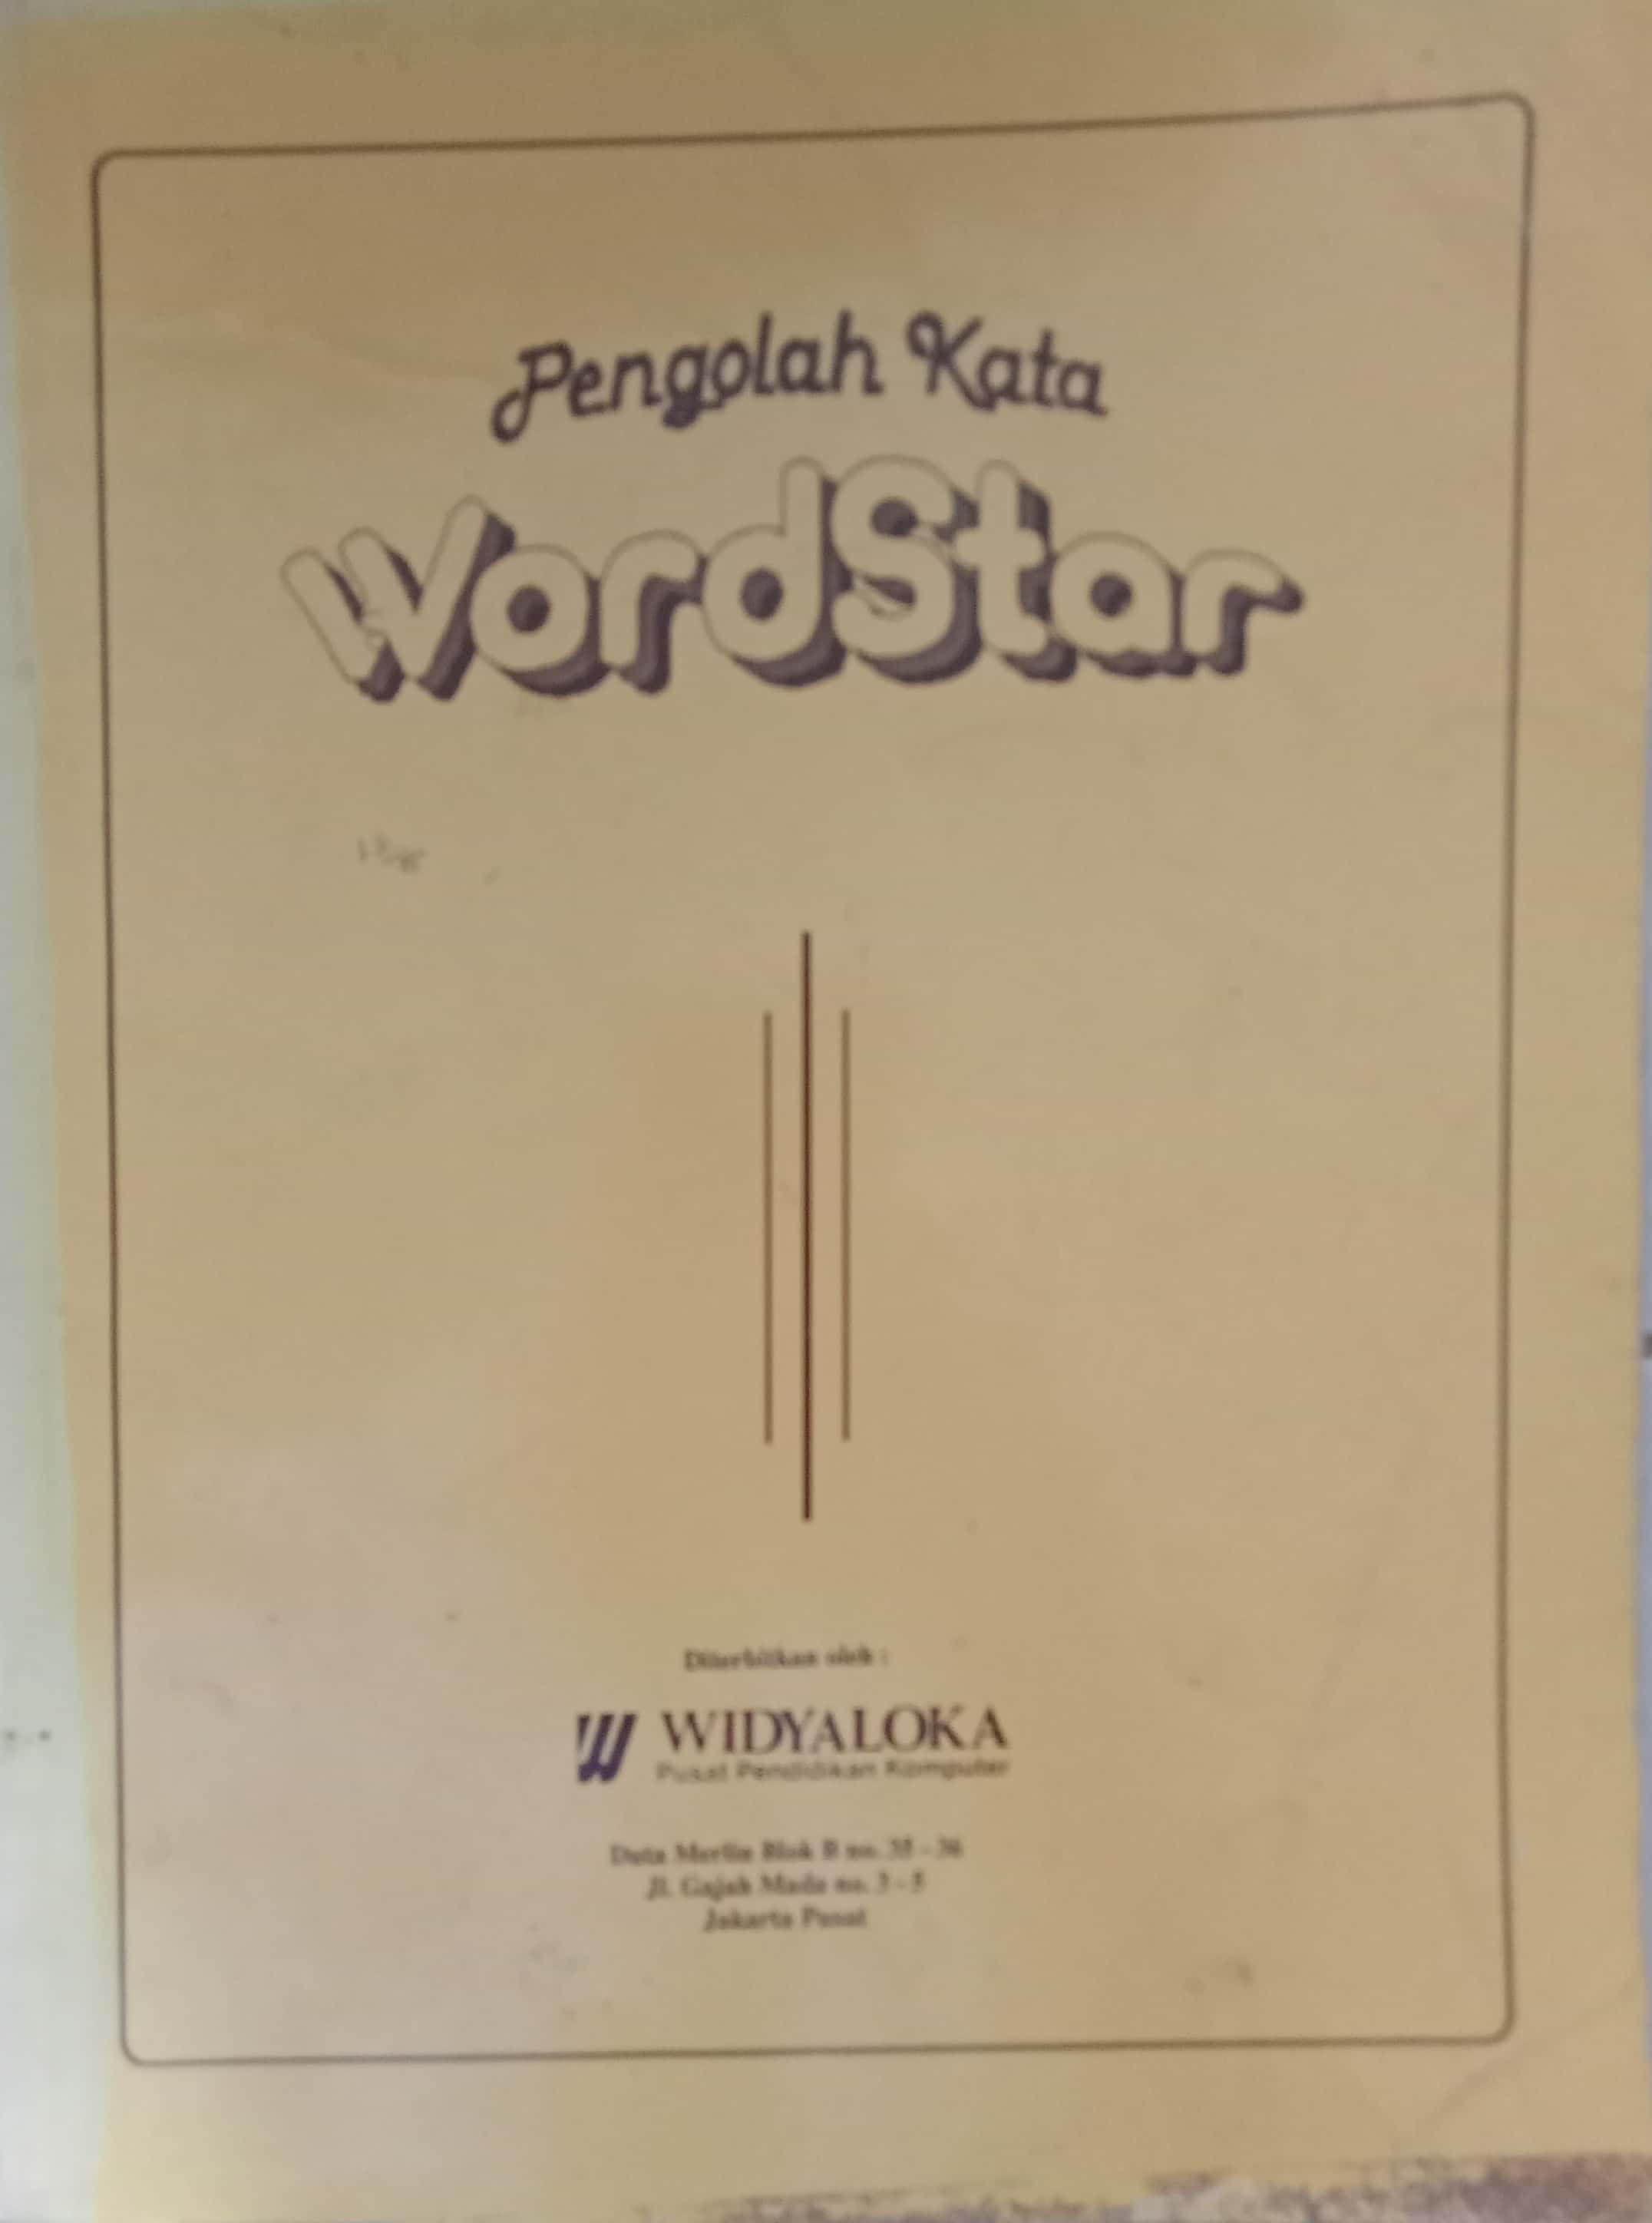 Pengolah Kata
WordStar
Diterbitkan oleh :
WIDYALOKA
Pusat Pendidikan Komputer
Duta Merlin Blok B no. - 36
Jl. Gajah Mada no. 3 - 5
Jakarta Pusat